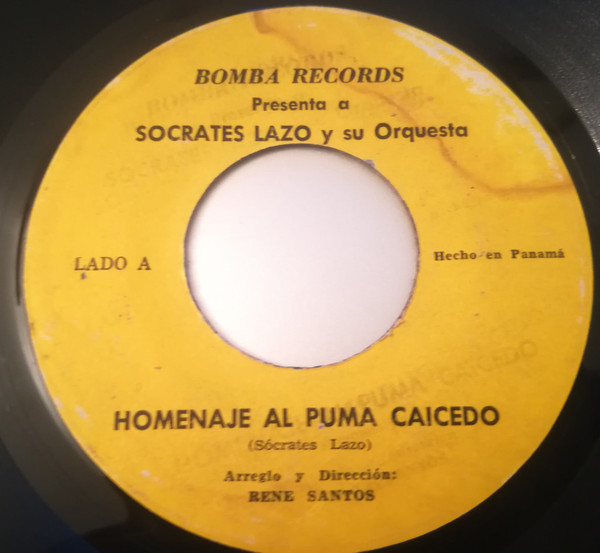 BOMBA RECORDS
Presenta a
SOCRATES LAZO y su Orquesta
LADO A
Hecho en Panamá
HOMENAJE AL PUMA CAICEDO
(Sócrates Lazo)
Arreglo y Dirección:
RENE SANTOS